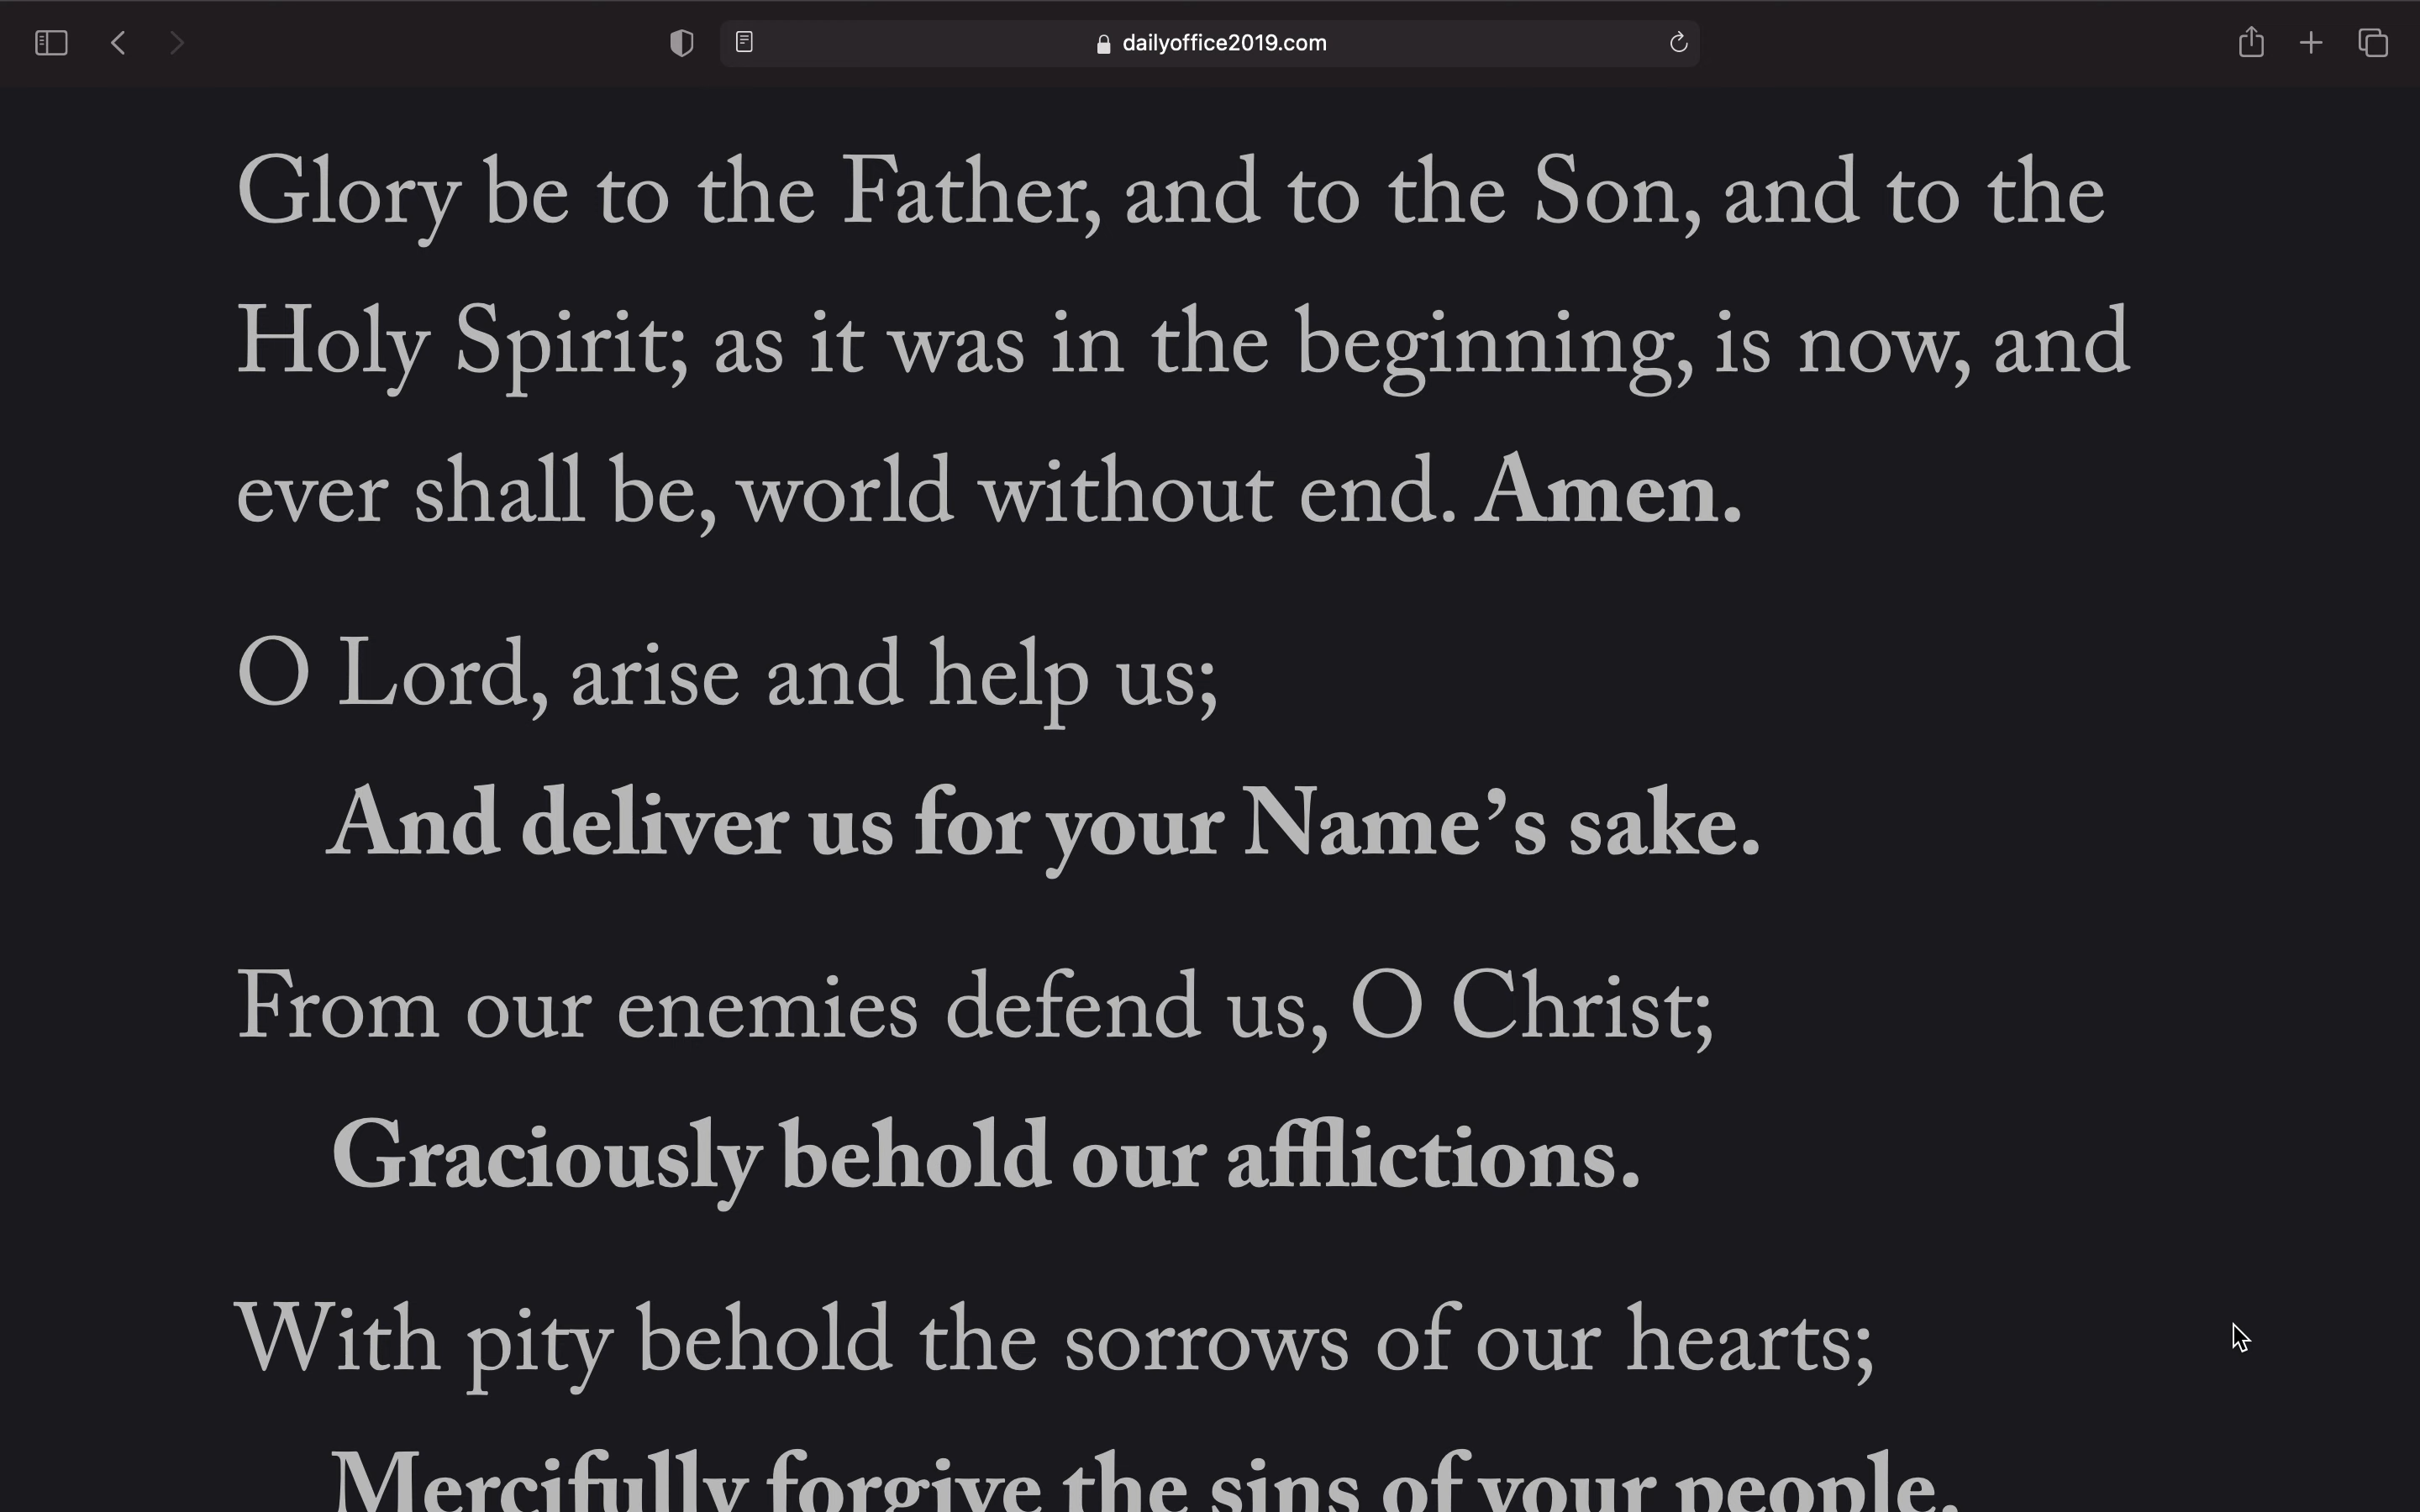 dailyoffice2019.com
Glory be to the Father, and to the Son, and to the
Holy Spirit; as it was in the beginning, is now, and
ever shall be, world without end. Amen.
O Lord, arise and help us;
And deliver us for your Name’s sake.
From our enemies defend us, O Christ;
Graciously behold our afflictions.
With pity behold the sorrows of our hearts;
Mercifully forgive the sins of your people.